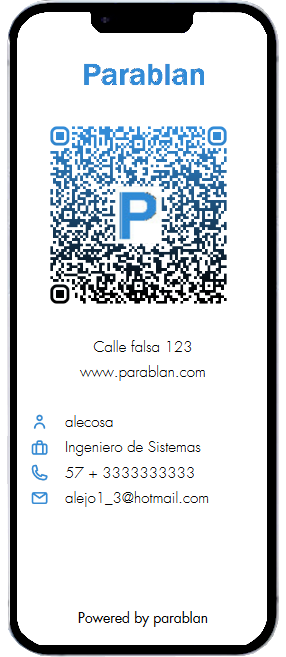 Parablan
P
Calle falsa 123
www.parablan.com
alecosa
Ingeniero de Sistemas
57 + 3333333333
alejo1_3@hotmail.com
Powered by parablan